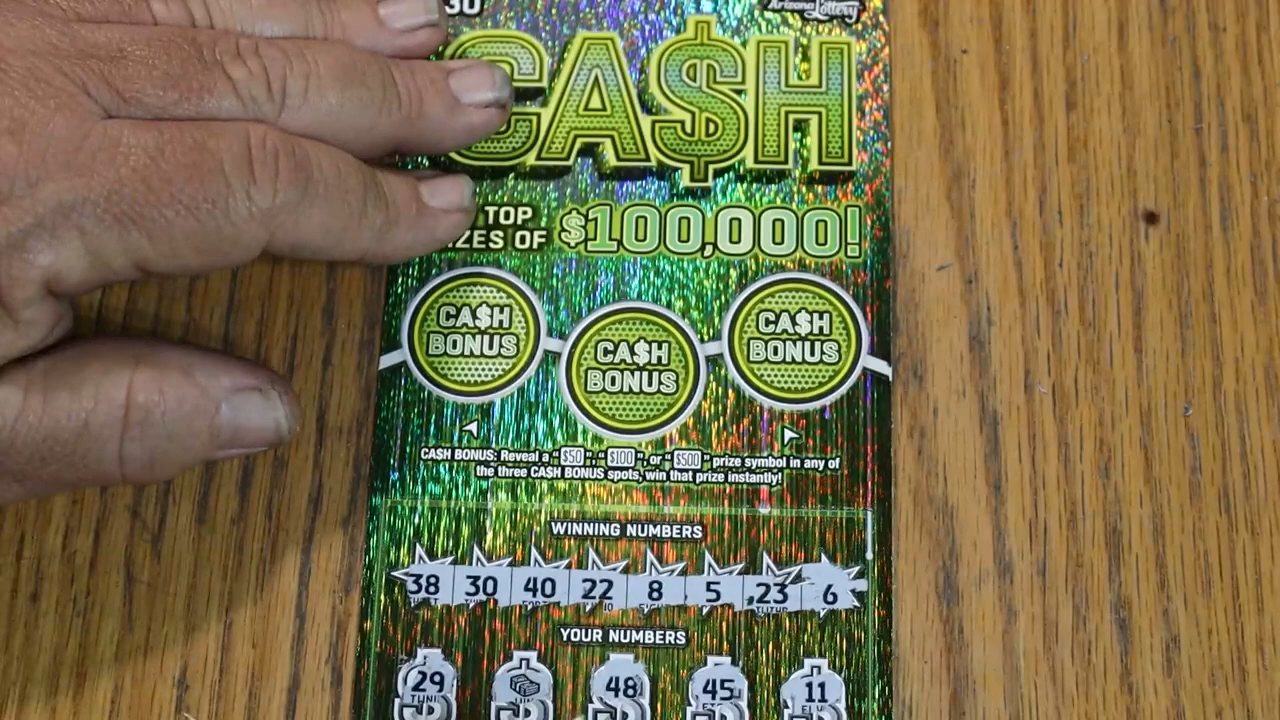 30
Arizona Lottery
CA$H
TOP
ZES OF $100,000!
CA$H
BONUS
CA$H
BONUS
CA$H
BONUS
CA$H BONUS: Reveal a "$50", "$100", or "$500" prize symbol in any of
the three CA$H BONUS spots, win that prize instantly!
WINNING NUMBERS
38 30 40 22 8 5 23 6
YOUR NUMBERS
29 48 45 11